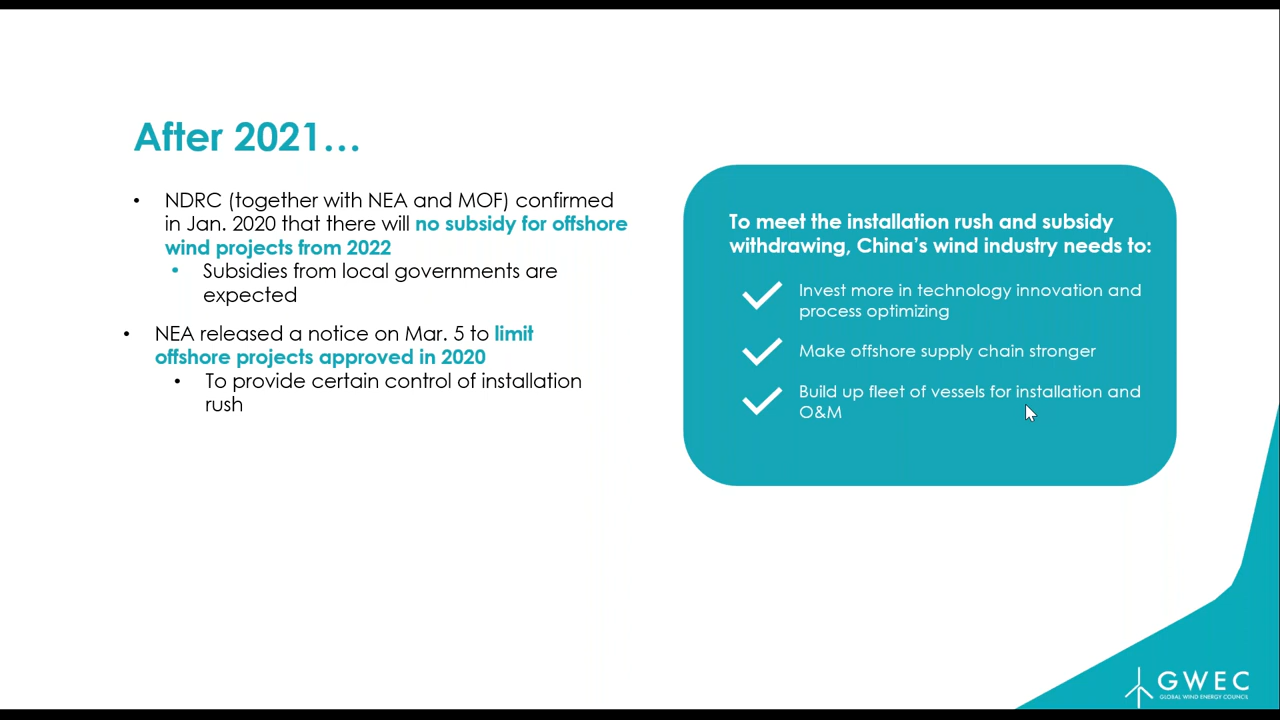 After 2021…
• NDRC (together with NEA and MOF) confirmed
in Jan. 2020 that there will no subsidy for offshore
wind projects from 2022
• Subsidies from local governments are
expected
• NEA released a notice on Mar. 5 to limit
offshore projects approved in 2020
• To provide certain control of installation
rush
To meet the installation rush and subsidy
withdrawing, China’s wind industry needs to:
Invest more in technology innovation and
process optimizing
Make offshore supply chain stronger
Build up fleet of vessels for installation and
O&M
GWEC
GLOBAL WIND ENERGY COUNCIL